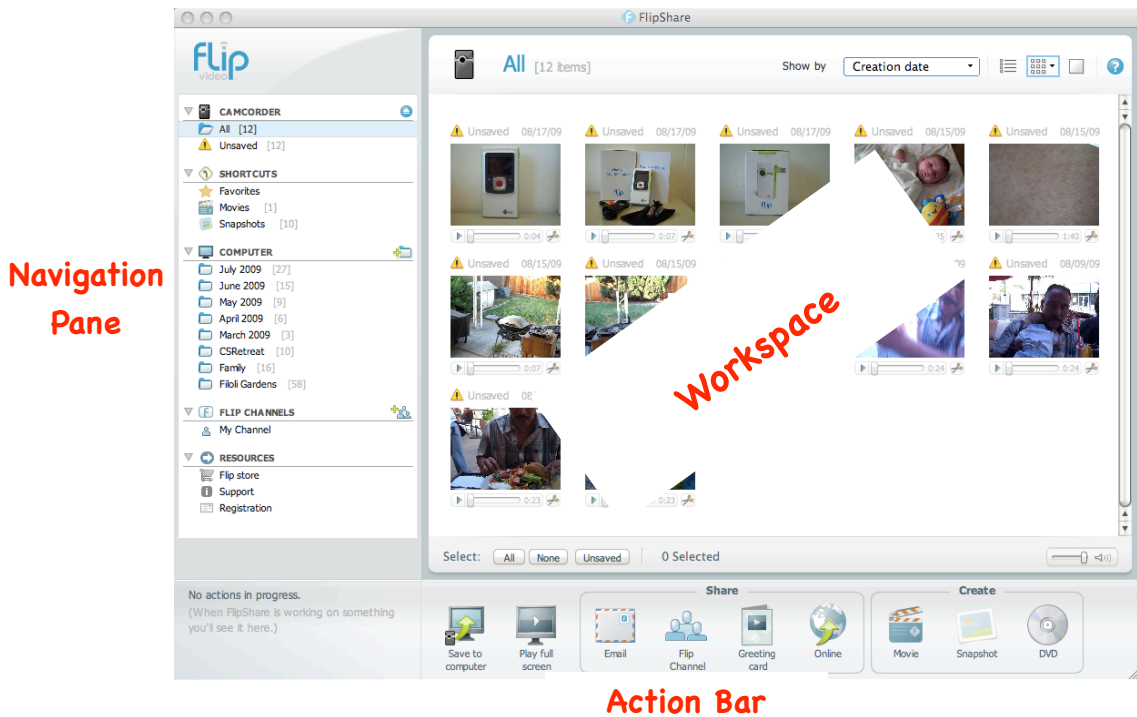 FlipShare
flip
video
All [12 items]
Show by Creation date
?
CAMCORDER
All [12]
Unsaved [12]
SHORTCUTS
Favorites
Movies [1]
Snapshots [10]
COMPUTER
July 2009 [27]
June 2009 [15]
May 2009 [9]
April 2009 [6]
March 2009 [3]
CSRetreat [10]
Family [16]
Filoli Gardens [58]
FLIP CHANNELS
My Channel
RESOURCES
Flip store
Support
Registration
Navigation
Pane
Unsaved 08/17/09
Unsaved 08/17/09
Unsaved 08/17/09
Unsaved 08/15/09
Unsaved 08/15/09
flip
0:04
0:07
1:40
Unsaved 08/15/09
Unsaved 08/15/09
Unsaved 08/09/09
0:07
0:24
0:24
Workspace
Unsaved
0:23
0:23
Select: All None Unsaved 0 Selected
No actions in progress.
(When FlipShare is working on something
you'll see it here.)
Save to
computer
Play full
screen
Share
Email
Flip
Channel
Greeting
card
Online
Create
Movie
Snapshot
DVD
Action Bar